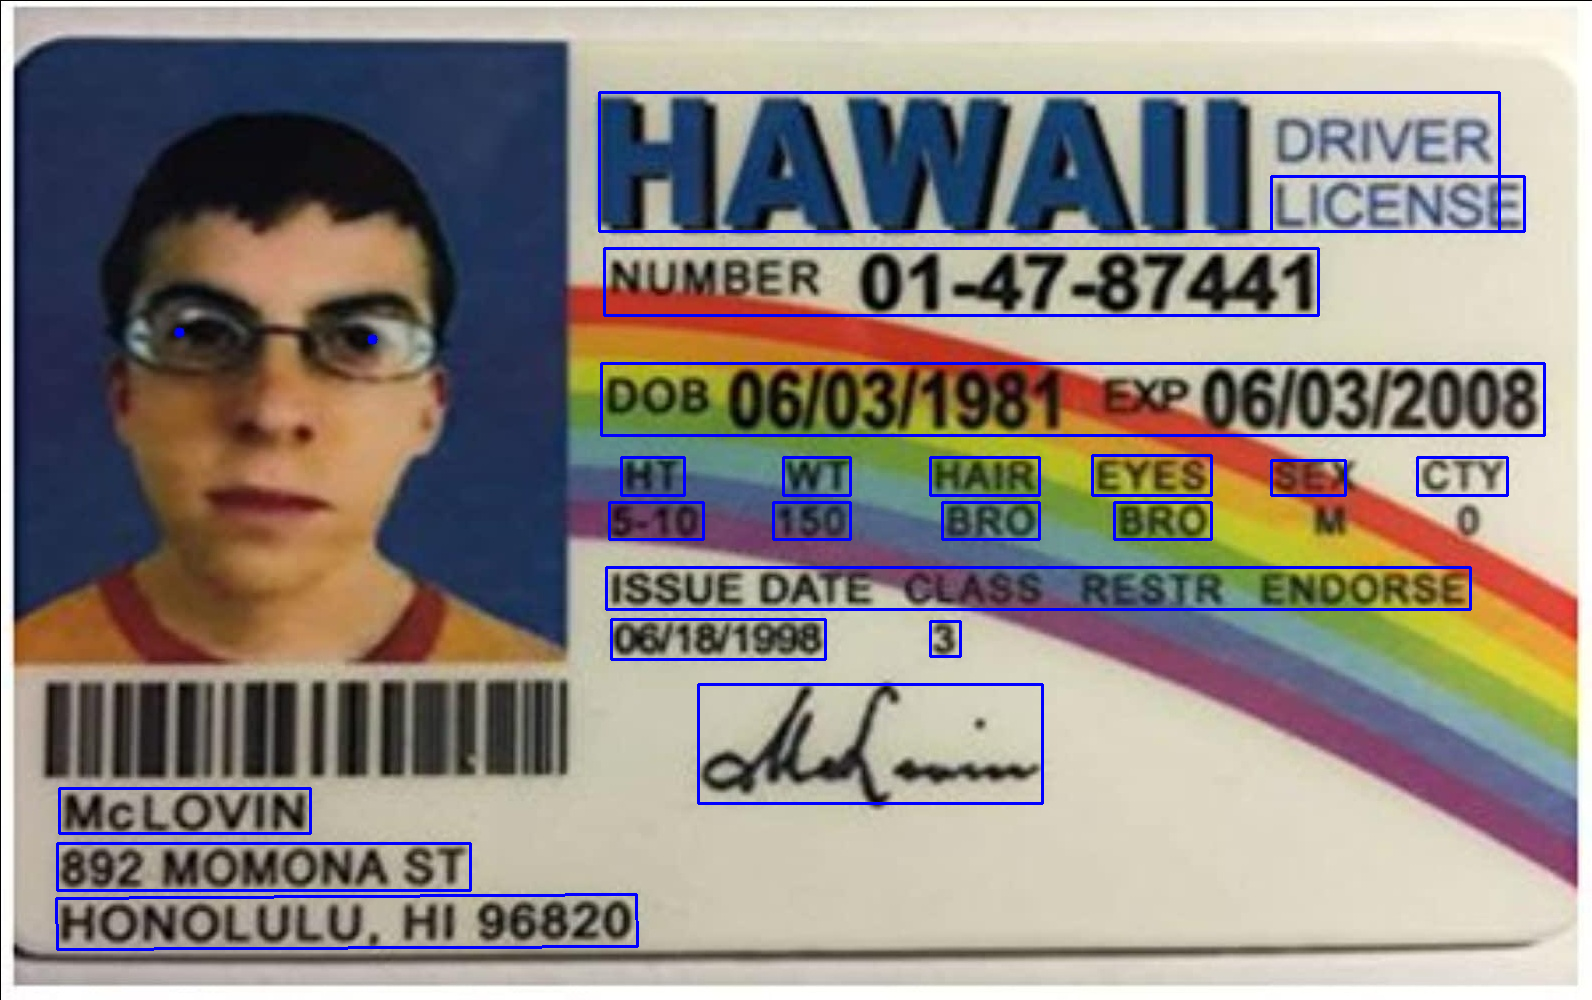 HAWAII DRIVER
LICENSE
NUMBER 01-47-87441
DOB 06/03/1981 EXP 06/03/2008
HT WT HAIR EYES SEX CTY
5-10 150 BRO BRO M 0
ISSUE DATE CLASS RESTR ENDORSE
06/18/1998 3
McLovin
McLOVIN
892 MOMONA ST
HONOLULU, HI 96820